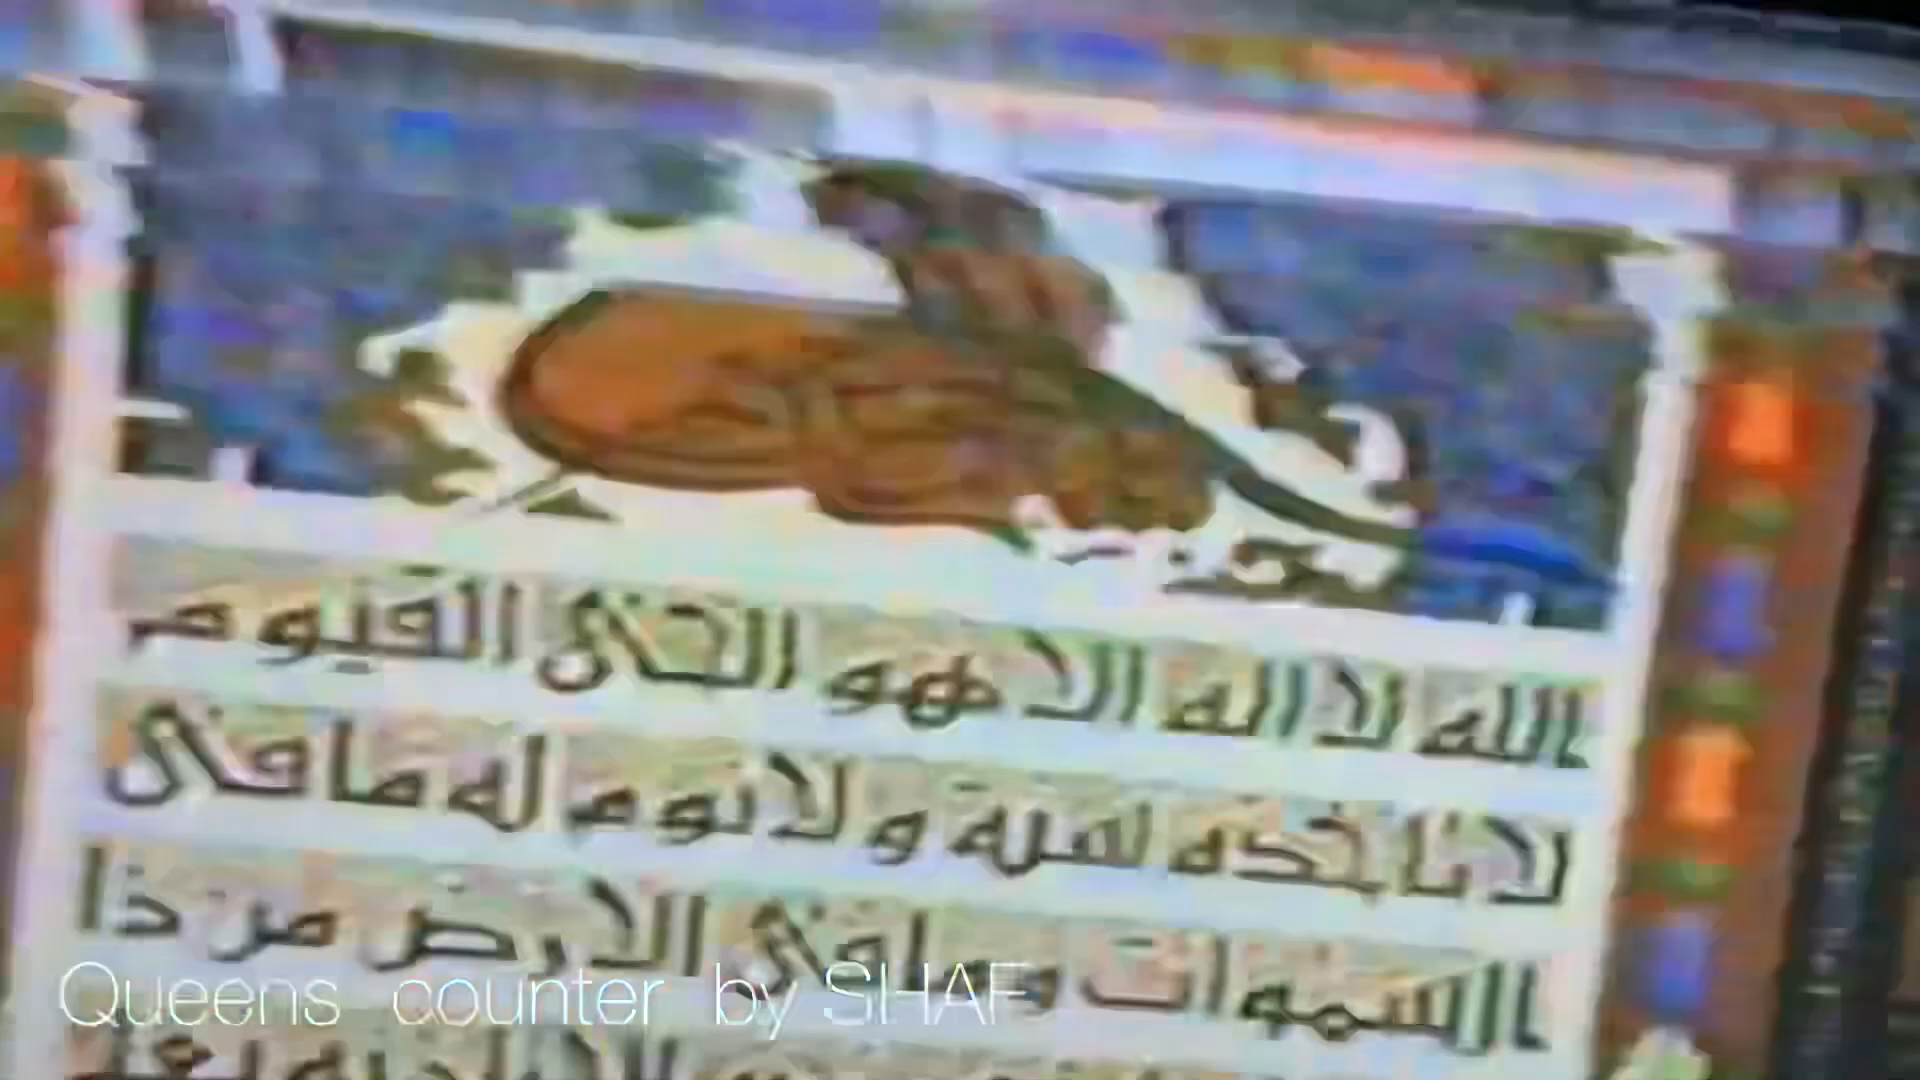 الله لا اله الا هو الحى القيوم
لا تاخذه سنة ولا نوم له ما فى
السموات وما فى الارض من ذا
Queens counter by SHAF